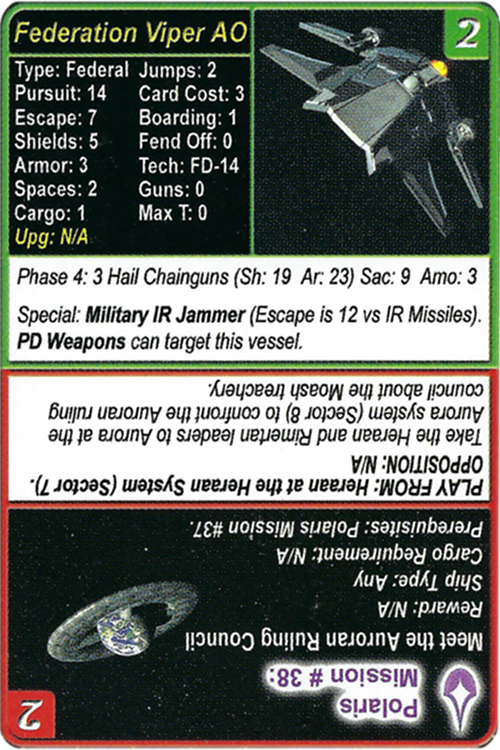 Federation Viper AO
2
Type: Federal Jumps: 2
Pursuit: 14 Card Cost: 3
Escape: 7 Boarding: 1
Shields: 5 Fend Off: 0
Armor: 3 Tech: FD-14
Spaces: 2 Guns: 0
Cargo: 1 Max T: 0
Upg: N/A
Phase 4: 3 Hail Chainguns (Sh: 19 Ar: 23) Sac: 9 Amo: 3
Special: Military IR Jammer (Escape is 12 vs IR Missiles).
PD Weapons can target this vessel.
2
Polaris
Mission # 38:
Meet the Auroran Ruling Council
Reward: N/A
Ship Type: Any
Cargo Requirement: N/A
Prerequisites: Polaris Mission #37.
PLAY FROM: Heraan at the Heraan System (Sector 7).
OPPOSITION: N/A
Take the Heraan and Rimertan leaders to Aurora at the
Aurora system (Sector 8) to confront the Auroran ruling
council about the Moash treachery.